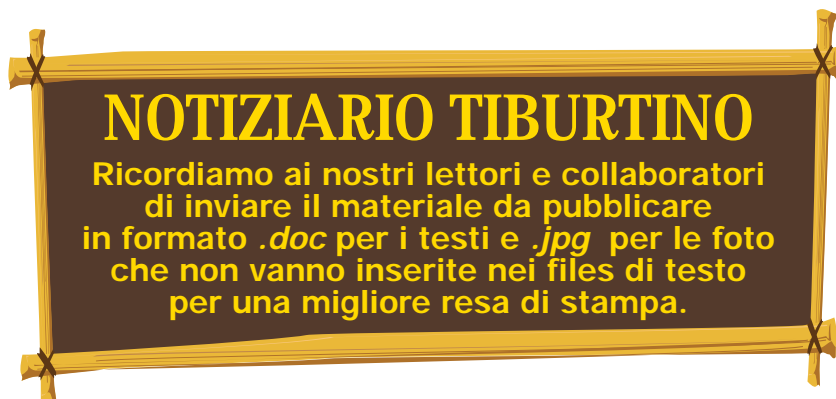 NOTIZIARIO TIBURTINO
Ricordiamo ai nostri lettori e collaboratori
di inviare il materiale da pubblicare
in formato .doc per i testi e .jpg per le foto
che non vanno inserite nei files di testo
per una migliore resa di stampa.